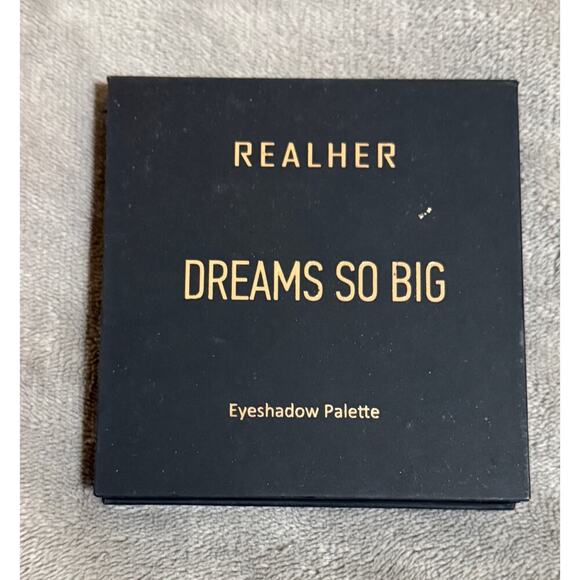 REALHER
DREAMS SO BIG
Eyeshadow Palette